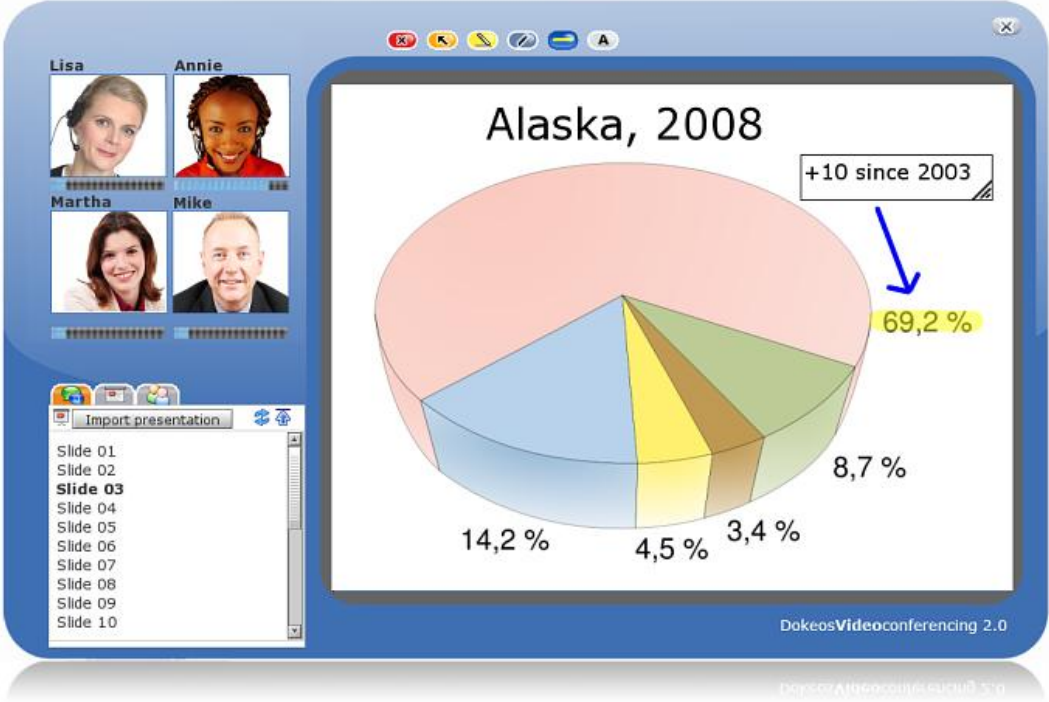 Lisa
Annie
Martha
Mike
Import presentation
Slide 01
Slide 02
Slide 03
Slide 04
Slide 05
Slide 06
Slide 07
Slide 08
Slide 09
Slide 10
A
Alaska, 2008
+10 since 2003
69,2 %
8,7 %
3,4 %
4,5 %
14,2 %
DokeosVideoconferencing 2.0